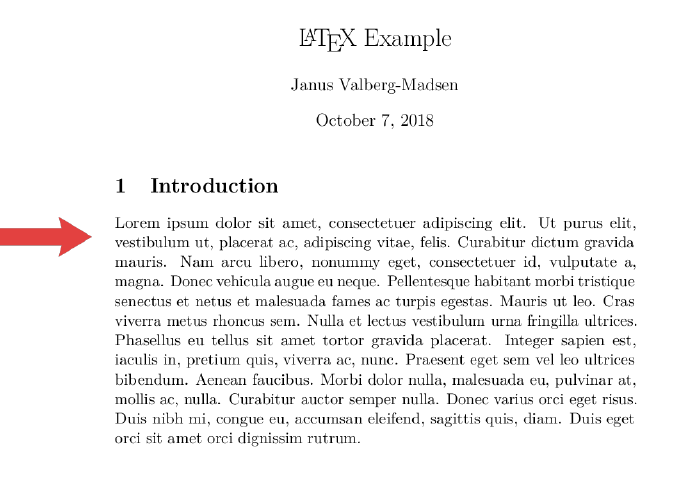 LATEX Example
Janus Valberg-Madsen
October 7, 2018
1 Introduction
Lorem ipsum dolor sit amet, consectetuer adipiscing elit. Ut purus elit,
vestibulum ut, placerat ac, adipiscing vitae, felis. Curabitur dictum gravida
mauris. Nam arcu libero, nonummy eget, consectetuer id, vulputate a,
magna. Donec vehicula augue eu neque. Pellentesque habitant morbi tristique
senectus et netus et malesuada fames ac turpis egestas. Mauris ut leo. Cras
viverra metus rhoncus sem. Nulla et lectus vestibulum urna fringilla ultrices.
Phasellus eu tellus sit amet tortor gravida placerat. Integer sapien est,
iaculis in, pretium quis, viverra ac, nunc. Praesent eget sem vel leo ultrices
bibendum. Aenean faucibus. Morbi dolor nulla, malesuada eu, pulvinar at,
mollis ac, nulla. Curabitur auctor semper nulla. Donec varius orci eget risus.
Duis nibh mi, congue eu, accumsan eleifend, sagittis quis, diam. Duis eget
orci sit amet orci dignissim rutrum.